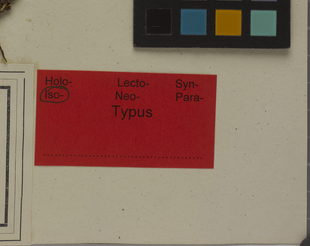 Holo- Lecto- Syn-
Iso- Neo- Para-
Typus